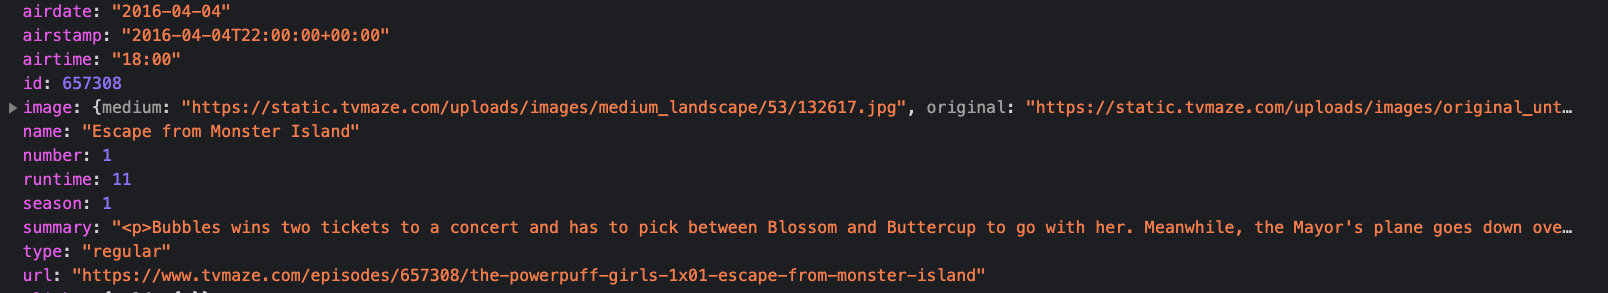 airdate: "2016-04-04"
airstamp: "2016-04-04T22:00:00+00:00"
airtime: "18:00"
id: 657308
image: {medium: "https://static.tvmaze.com/uploads/images/medium_landscape/53/132617.jpg", original: "https://static.tvmaze.com/uploads/images/original_unt…
name: "Escape from Monster Island"
number: 1
runtime: 11
season: 1
summary: "<p>Bubbles wins two tickets to a concert and has to pick between Blossom and Buttercup to go with her. Meanwhile, the Mayor's plane goes down ove…
type: "regular"
url: "https://www.tvmaze.com/episodes/657308/the-powerpuff-girls-1x01-escape-from-monster-island"